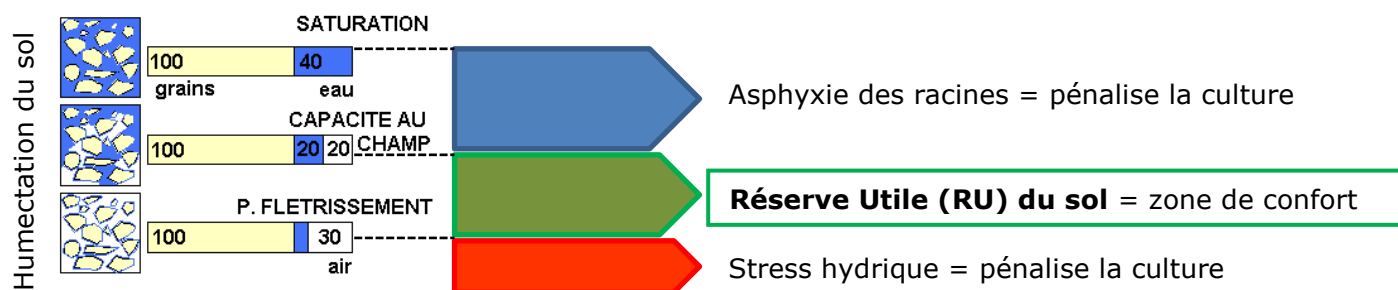 Humectation du sol
SATURATION
100 40
grains eau
Asphyxie des racines = pénalise la culture
CAPACITE AU
CHAMP
100 20 20
Réserve Utile (RU) du sol = zone de confort
P. FLETRISSEMENT
100 30
air
Stress hydrique = pénalise la culture